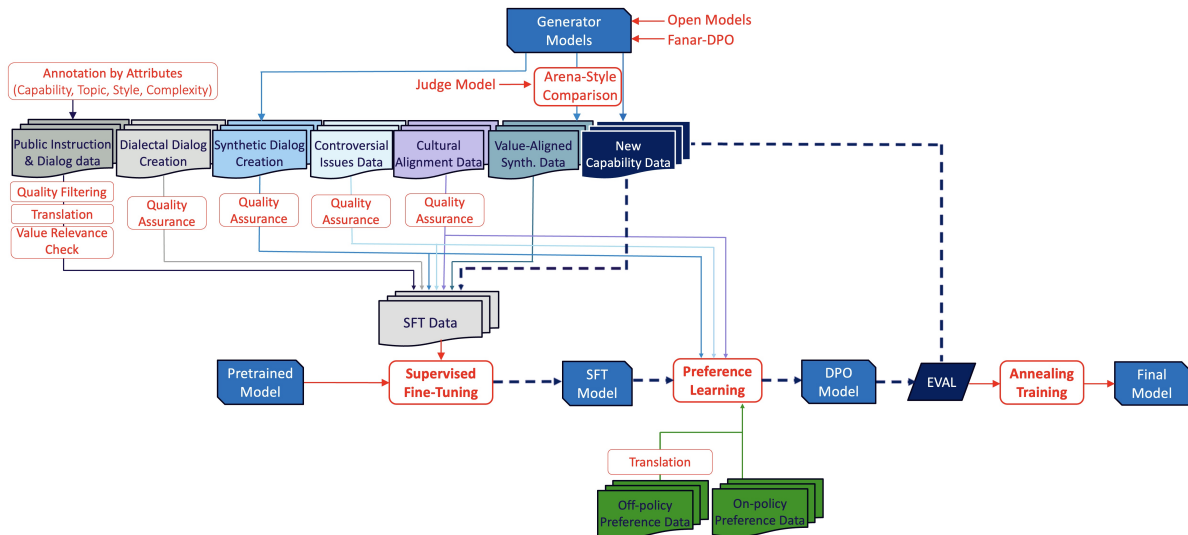 Generator
Models
Open Models
Fanar-DPO
Annotation by Attributes
(Capability, Topic, Style, Complexity)
Judge Model
Arena-Style
Comparison
Public Instruction
& Dialog data
Dialectal Dialog
Creation
Synthetic Dialog
Creation
Controversial
Issues Data
Cultural
Alignment Data
Value-Aligned
Synth. Data
New
Capability Data
Quality Filtering
Translation
Value Relevance
Check
Quality
Assurance
Quality
Assurance
Quality
Assurance
Quality
Assurance
SFT Data
Pretrained
Model
Supervised
Fine-Tuning
SFT
Model
Preference
Learning
DPO
Model
EVAL
Annealing
Training
Final
Model
Translation
Off-policy
Preference Data
On-policy
Preference Data